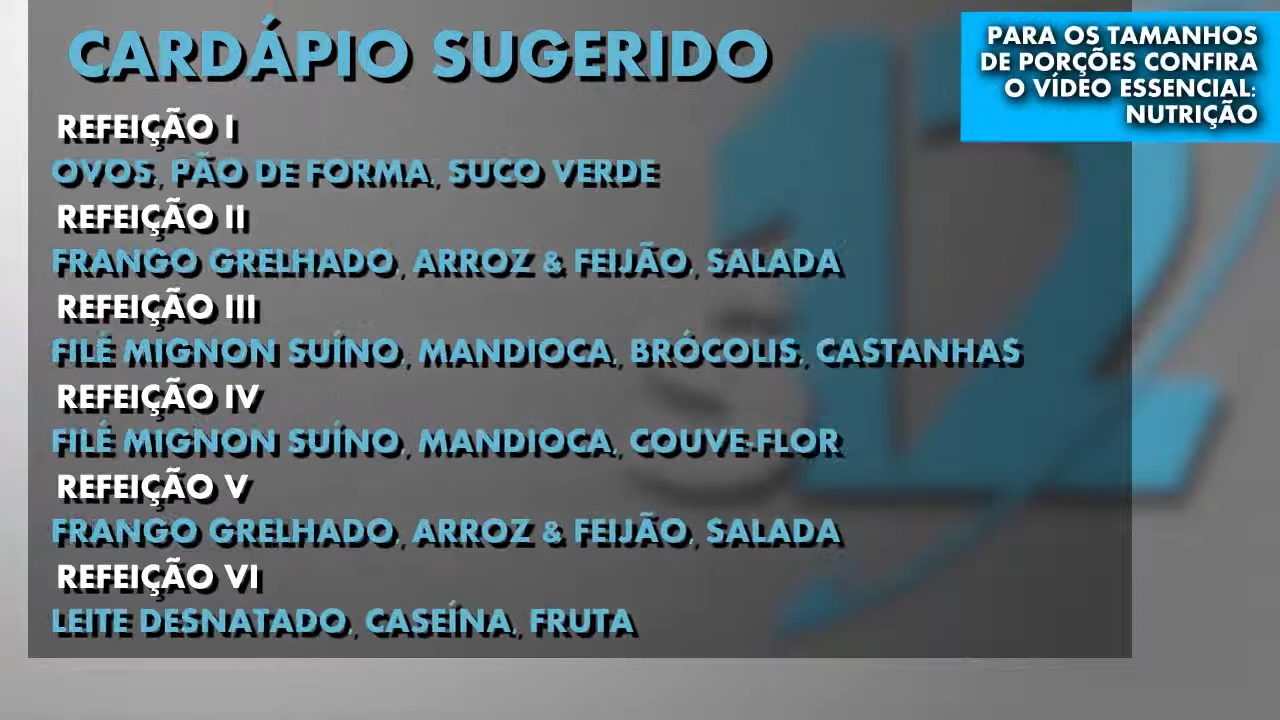 CARDÁPIO SUGERIDO
PARA OS TAMANHOS
DE PORÇÕES CONFIRA
O VÍDEO ESSENCIAL:
NUTRIÇÃO
REFEIÇÃO I
OVOS, PÃO DE FORMA, SUCO VERDE
REFEIÇÃO II
FRANGO GRELHADO, ARROZ & FEIJÃO, SALADA
REFEIÇÃO III
FILÉ MIGNON SUÍNO, MANDIOCA, BRÓCOLIS, CASTANHAS
REFEIÇÃO IV
FILÉ MIGNON SUÍNO, MANDIOCA, COUVE-FLOR
REFEIÇÃO V
FRANGO GRELHADO, ARROZ & FEIJÃO, SALADA
REFEIÇÃO VI
LEITE DESNATADO, CASEÍNA, FRUTA
12